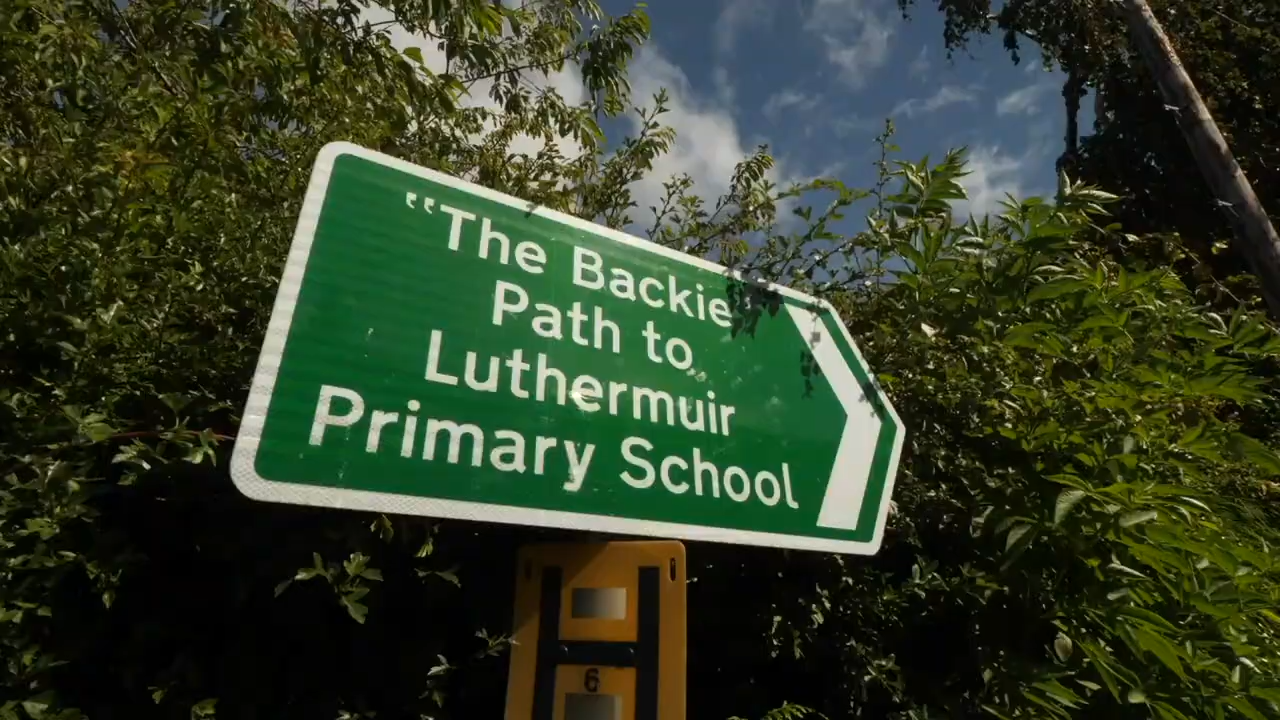 “The Backie
Path to
Luthermuir
Primary School
H
6